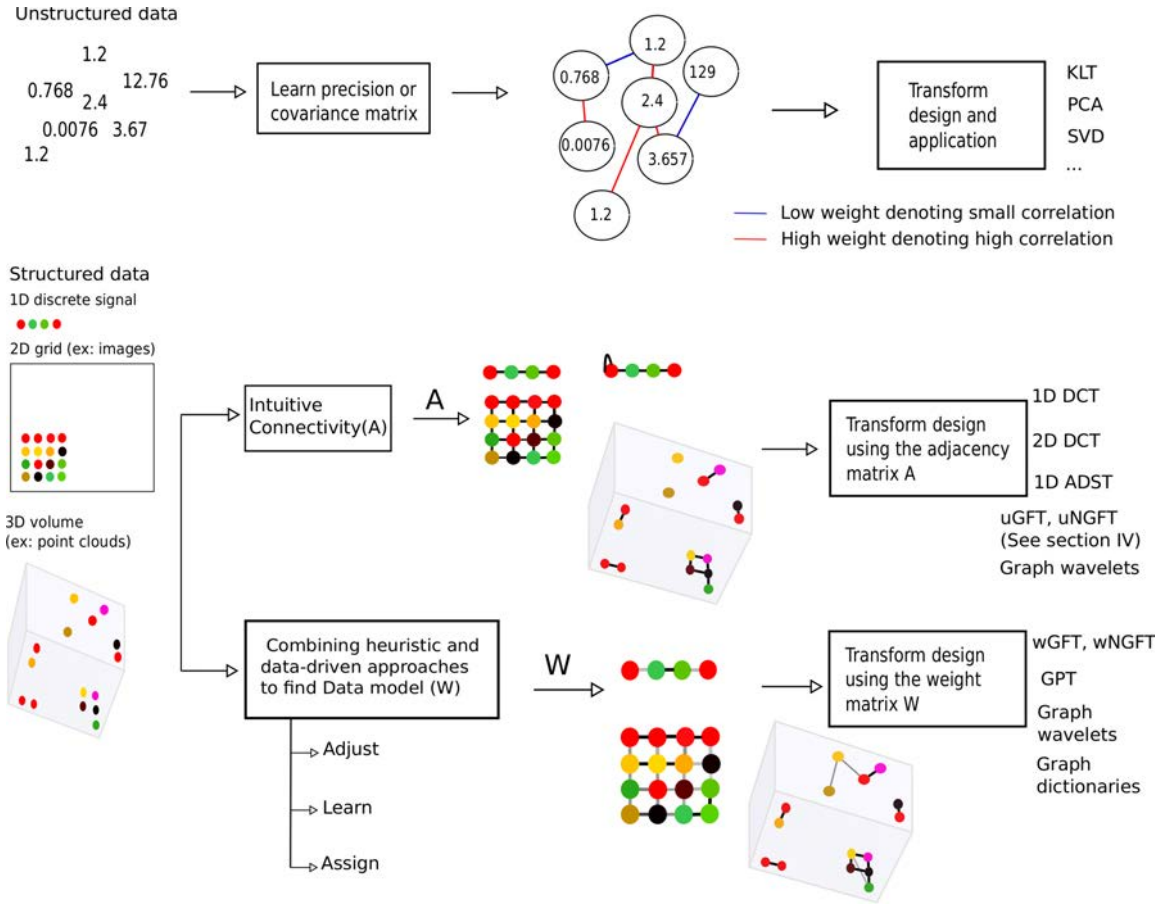 Unstructured data
1.2
12.76
0.768
2.4
0.0076 3.67
1.2
Learn precision or
covariance matrix
1.2
0.768
129
2.4
0.0076
3.657
1.2
Transform
design and
application
KLT
PCA
SVD
...
Low weight denoting small correlation
High weight denoting high correlation
Structured data
1D discrete signal
2D grid (ex: images)
3D volume
(ex: point clouds)
Intuitive
Connectivity(A)
A
Transform design
using the adjacency
matrix A
1D DCT
2D DCT
1D ADST
uGFT, uNGFT
(See section IV)
Graph wavelets
Combining heuristic and
data-driven approaches
to find Data model (W)
Adjust
Learn
Assign
W
Transform design
using the weight
matrix W
wGFT, wNGFT
GPT
Graph
wavelets
Graph
dictionaries